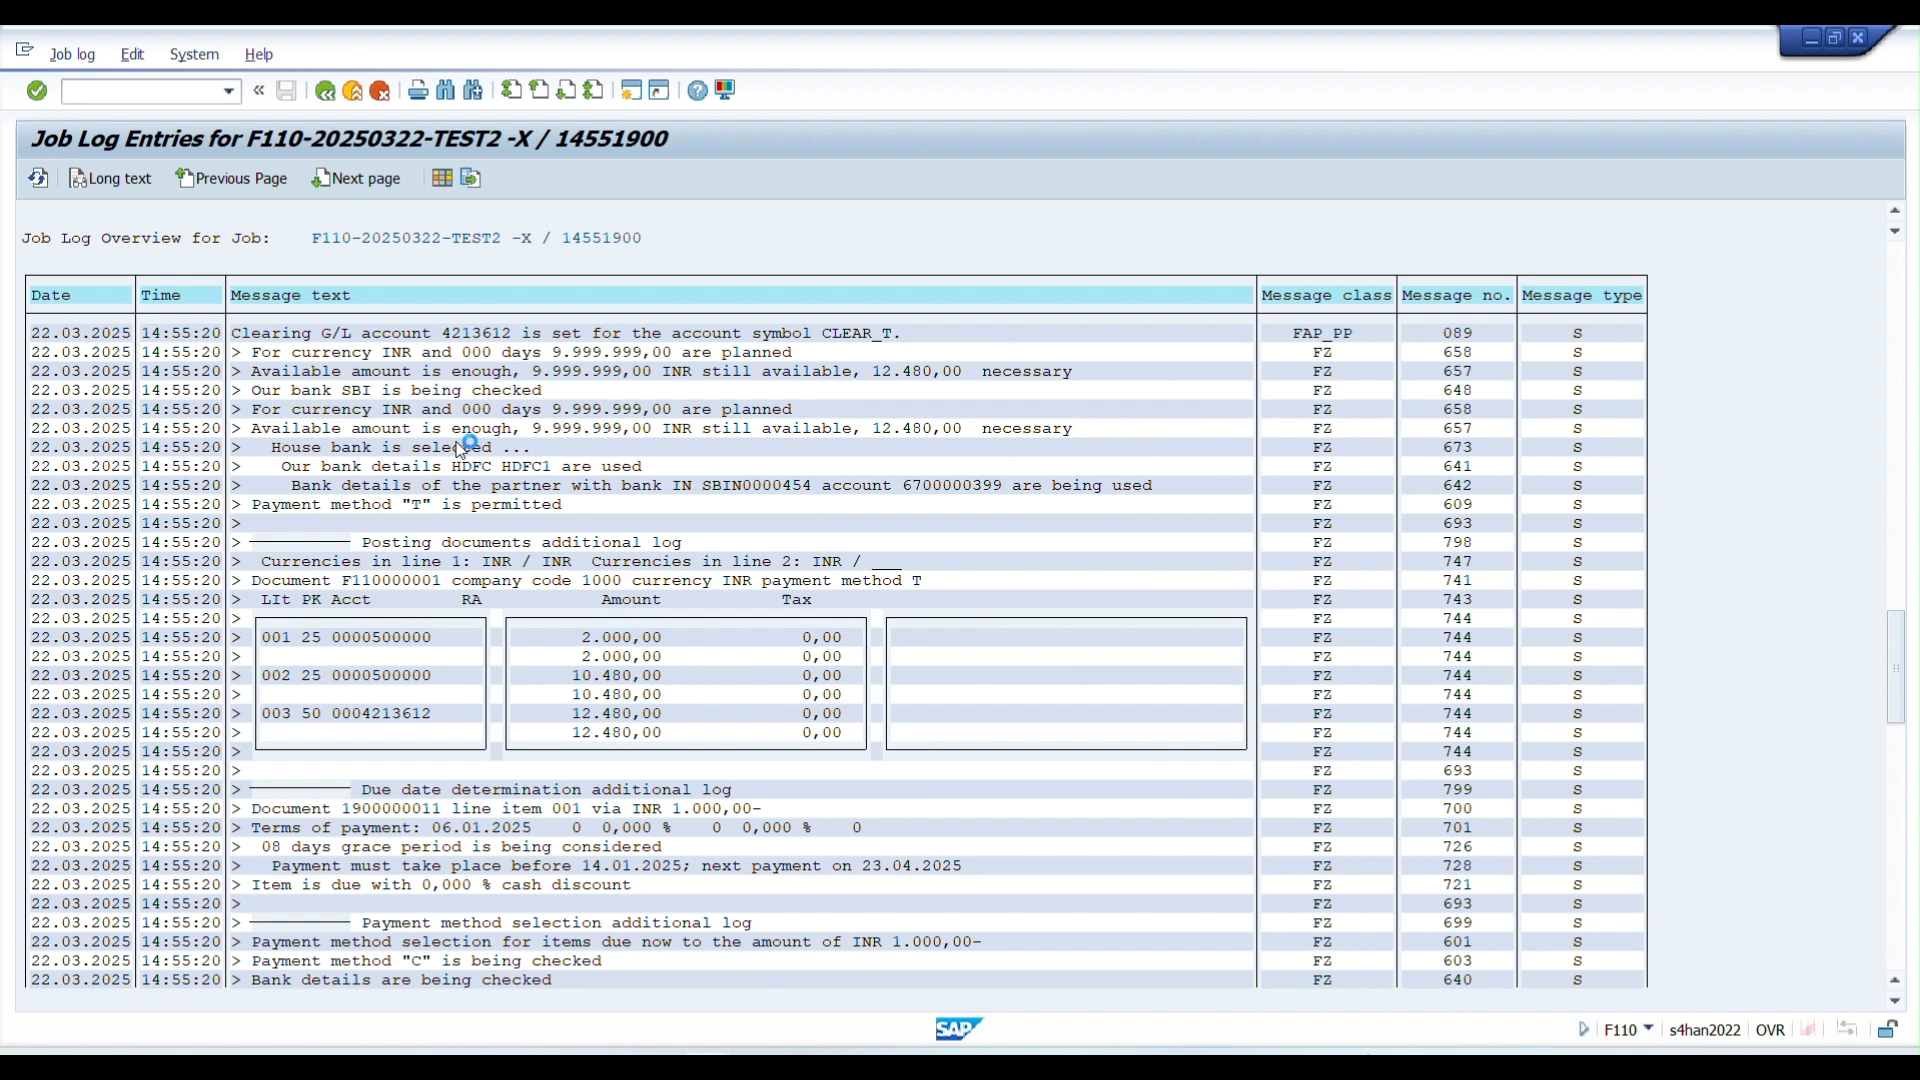 Job log Edit System Help
Job Log Entries for F110-20250322-TEST2 -X / 14551900
Long text Previous Page Next page
Job Log Overview for Job: F110-20250322-TEST2 -X / 14551900
Date Time Message text Message class Message no. Message type
22.03.2025 14:55:20 Clearing G/L account 4213612 is set for the account symbol CLEAR_T. FAP_PP 089 S
22.03.2025 14:55:20 > For currency INR and 000 days 9.999.999,00 are planned FZ 658 S
22.03.2025 14:55:20 > Available amount is enough, 9.999.999,00 INR still available, 12.480,00 necessary FZ 657 S
22.03.2025 14:55:20 > Our bank SBI is being checked FZ 648 S
22.03.2025 14:55:20 > For currency INR and 000 days 9.999.999,00 are planned FZ 658 S
22.03.2025 14:55:20 > Available amount is enough, 9.999.999,00 INR still available, 12.480,00 necessary FZ 657 S
22.03.2025 14:55:20 > House bank is selected ... FZ 673 S
22.03.2025 14:55:20 > Our bank details HDFC HDFC1 are used FZ 641 S
22.03.2025 14:55:20 > Bank details of the partner with bank IN SBIN0000454 account 6700000399 are being used FZ 642 S
22.03.2025 14:55:20 > Payment method "T" is permitted FZ 609 S
22.03.2025 14:55:20 > FZ 693 S
22.03.2025 14:55:20 > Posting documents additional log FZ 798 S
22.03.2025 14:55:20 > Currencies in line 1: INR / INR Currencies in line 2: INR / ___ FZ 747 S
22.03.2025 14:55:20 > Document F110000001 company code 1000 currency INR payment method T FZ 741 S
22.03.2025 14:55:20 > LIt PK Acct RA Amount Tax FZ 743 S
22.03.2025 14:55:20 > FZ 744 S
22.03.2025 14:55:20 > 001 25 0000500000 2.000,00 0,00 FZ 744 S
22.03.2025 14:55:20 > 2.000,00 0,00 FZ 744 S
22.03.2025 14:55:20 > 002 25 0000500000 10.480,00 0,00 FZ 744 S
22.03.2025 14:55:20 > 10.480,00 0,00 FZ 744 S
22.03.2025 14:55:20 > 003 50 0004213612 12.480,00 0,00 FZ 744 S
22.03.2025 14:55:20 > 12.480,00 0,00 FZ 744 S
22.03.2025 14:55:20 > FZ 744 S
22.03.2025 14:55:20 > FZ 693 S
22.03.2025 14:55:20 > Due date determination additional log FZ 799 S
22.03.2025 14:55:20 > Document 1900000011 line item 001 via INR 1.000,00- FZ 700 S
22.03.2025 14:55:20 > Terms of payment: 06.01.2025 0 0,000 % 0 0,000 % 0 FZ 701 S
22.03.2025 14:55:20 > 08 days grace period is being considered FZ 726 S
22.03.2025 14:55:20 > Payment must take place before 14.01.2025; next payment on 23.04.2025 FZ 728 S
22.03.2025 14:55:20 > Item is due with 0,000 % cash discount FZ 721 S
22.03.2025 14:55:20 > FZ 693 S
22.03.2025 14:55:20 > Payment method selection additional log FZ 699 S
22.03.2025 14:55:20 > Payment method selection for items due now to the amount of INR 1.000,00- FZ 601 S
22.03.2025 14:55:20 > Payment method "C" is being checked FZ 603 S
22.03.2025 14:55:20 > Bank details are being checked FZ 640 S
SAP F110 s4han2022 OVR